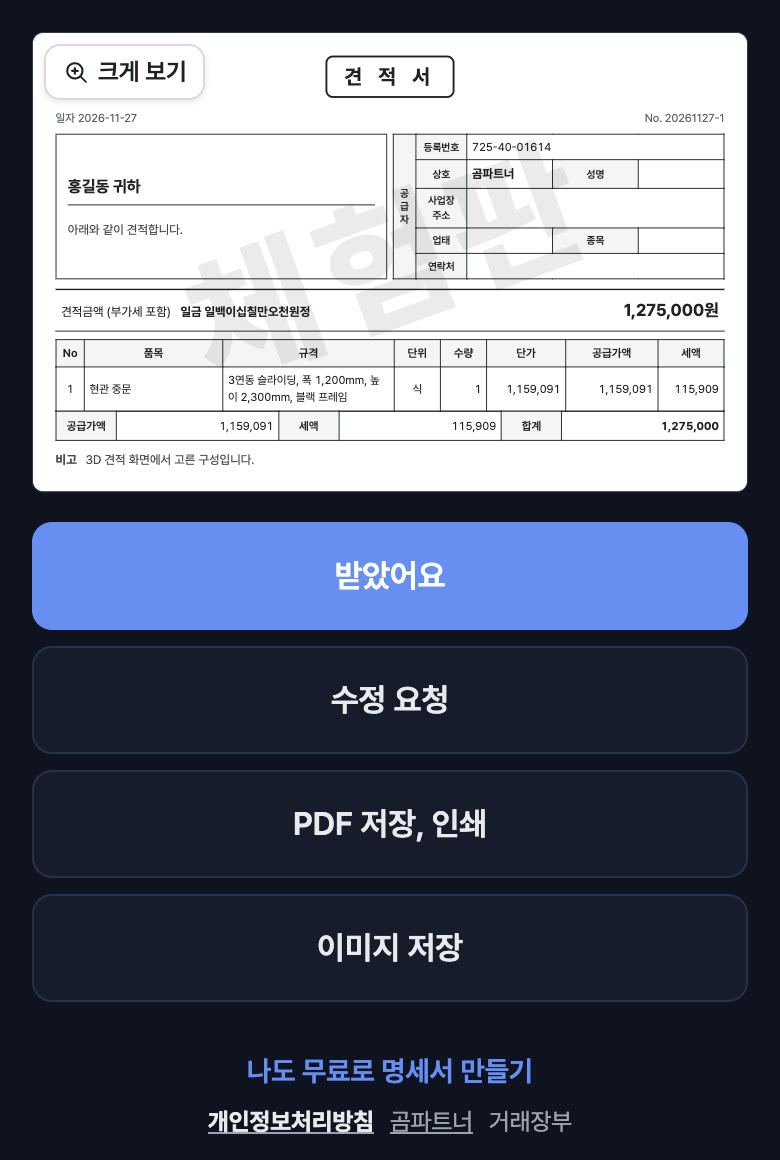 크게 보기
견 적 서
일자 2026-11-27
No. 20261127-1
홍길동 귀하
아래와 같이 견적합니다.
공급자
등록번호 725-40-01614
상호 곰파트너 성명
사업장 주소
업태 종목
연락처
체험판
견적금액 (부가세 포함) 일금 일백이십칠만오천원정 1,275,000원
No 품목 규격 단위 수량 단가 공급가액 세액
1 현관 중문 3연동 슬라이딩, 폭 1,200mm, 높이 2,300mm, 블랙 프레임 식 1 1,159,091 1,159,091 115,909
공급가액 1,159,091 세액 115,909 합계 1,275,000
비고 3D 견적 화면에서 고른 구성입니다.
받았어요
수정 요청
PDF 저장, 인쇄
이미지 저장
나도 무료로 명세서 만들기
개인정보처리방침 곰파트너 거래장부